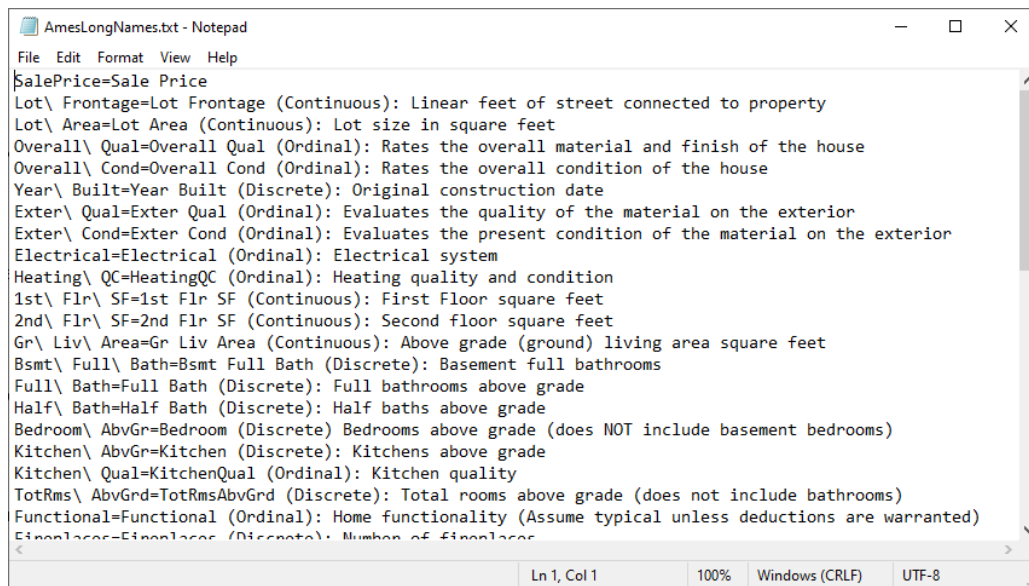 AmesLongNames.txt - Notepad
File Edit Format View Help
SalePrice=Sale Price
Lot\ Frontage=Lot Frontage (Continuous): Linear feet of street connected to property
Lot\ Area=Lot Area (Continuous): Lot size in square feet
Overall\ Qual=Overall Qual (Ordinal): Rates the overall material and finish of the house
Overall\ Cond=Overall Cond (Ordinal): Rates the overall condition of the house
Year\ Built=Year Built (Discrete): Original construction date
Exter\ Qual=Exter Qual (Ordinal): Evaluates the quality of the material on the exterior
Exter\ Cond=Exter Cond (Ordinal): Evaluates the present condition of the material on the exterior
Electrical=Electrical (Ordinal): Electrical system
Heating\ QC=HeatingQC (Ordinal): Heating quality and condition
1st\ Flr\ SF=1st Flr SF (Continuous): First Floor square feet
2nd\ Flr\ SF=2nd Flr SF (Continuous): Second floor square feet
Gr\ Liv\ Area=Gr Liv Area (Continuous): Above grade (ground) living area square feet
Bsmt\ Full\ Bath=Bsmt Full Bath (Discrete): Basement full bathrooms
Full\ Bath=Full Bath (Discrete): Full bathrooms above grade
Half\ Bath=Half Bath (Discrete): Half baths above grade
Bedroom\ AbvGr=Bedroom (Discrete) Bedrooms above grade (does NOT include basement bedrooms)
Kitchen\ AbvGr=Kitchen (Discrete): Kitchens above grade
Kitchen\ Qual=KitchenQual (Ordinal): Kitchen quality
TotRms\ AbvGrd=TotRmsAbvGrd (Discrete): Total rooms above grade (does not include bathrooms)
Functional=Functional (Ordinal): Home functionality (Assume typical unless deductions are warranted)
Fireplaces=Fireplaces (Discrete): Number of fireplaces
Ln 1, Col 1 100% Windows (CRLF) UTF-8